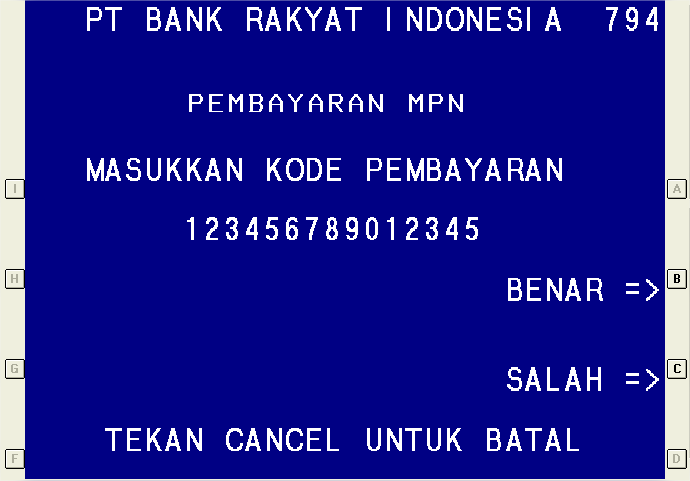 PT BANK RAKYAT INDONESIA 794
PEMBAYARAN MPN
MASUKKAN KODE PEMBAYARAN
I
A
123456789012345
H
BENAR =>
B
G
SALAH =>
C
TEKAN CANCEL UNTUK BATAL
F
D